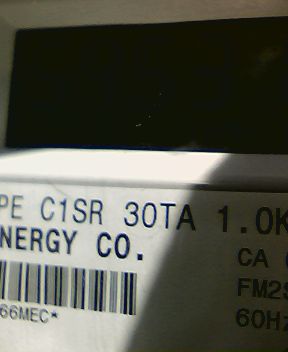 PE C1SR 30TA 1.0K
NERGY CO.
CA
FM2S
66MEC*
60Hz